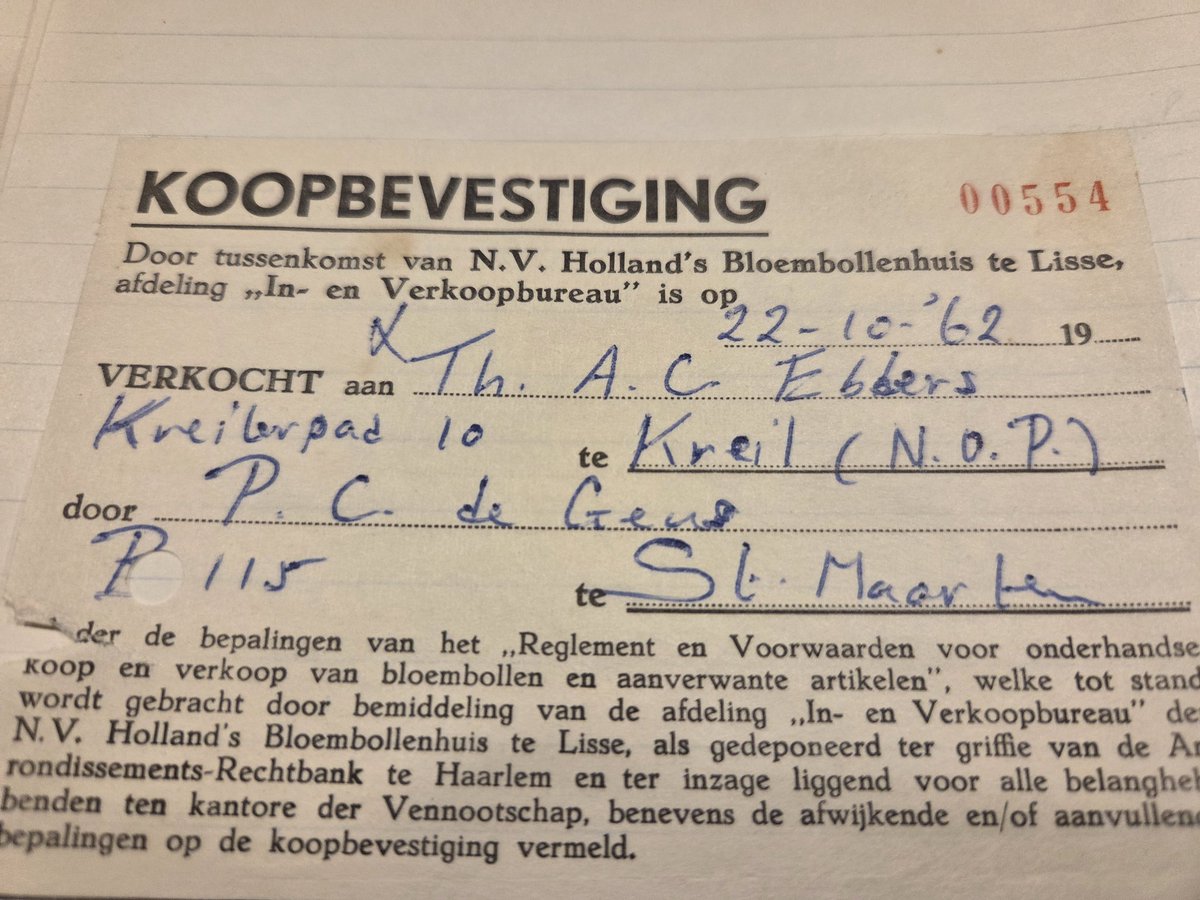 KOOPBEVESTIGING 00554
Door tussenkomst van N.V. Holland's Bloembollenhuis te Lisse,
afdeling „In- en Verkoopbureau" is op
22-10-'62 19
VERKOCHT aan Th. A. C. Ebbers
Kreilerpad 10 te Kreil (N.O.P.)
door P. C. de Geus
B 115 te St. Maarten
der de bepalingen van het „Reglement en Voorwaarden voor onderhandse
koop en verkoop van bloembollen en aanverwante artikelen", welke tot stand
wordt gebracht door bemiddeling van de afdeling „In- en Verkoopbureau" de
N.V. Holland's Bloembollenhuis te Lisse, als gedeponeerd ter griffie van de Ar
rondissements-Rechtbank te Haarlem en ter inzage liggend voor alle belangheb
benden ten kantore der Vennootschap, benevens de afwijkende en/of aanvullend
bepalingen op de koopbevestiging vermeld.